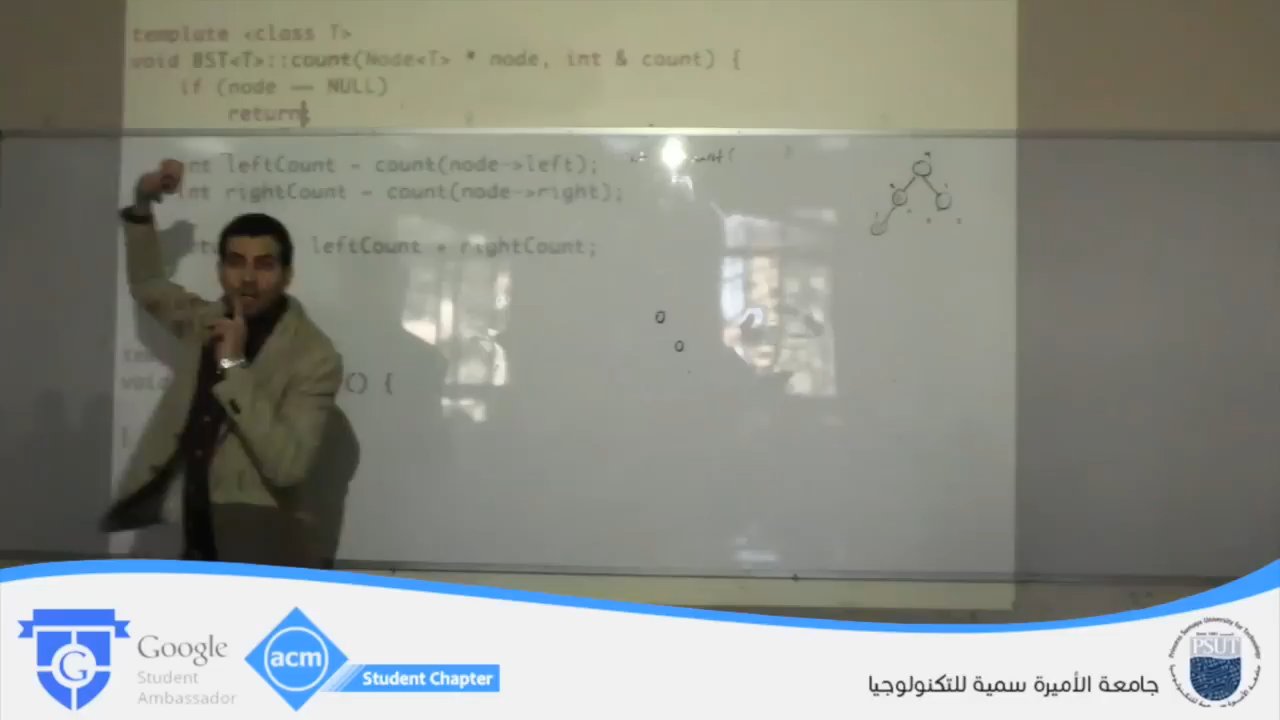 template <class T>
void BST<T>::count(Node<T> * node, int & count) {
if (node == NULL)
return;
int leftCount = count(node->left);
int rightCount = count(node->right);
leftCount + rightCount;
() {
Google
Student
Ambassador
acm
Student Chapter
جامعة الأميرة سمية للتكنولوجيا
PSUT